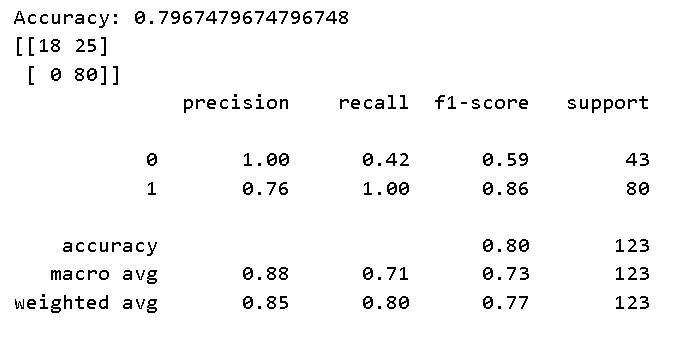 Accuracy: 0.7967479674796748
[[18 25]
[ 0 80]]
precision recall f1-score support
0 1.00 0.42 0.59 43
1 0.76 1.00 0.86 80
accuracy 0.80 123
macro avg 0.88 0.71 0.73 123
weighted avg 0.85 0.80 0.77 123